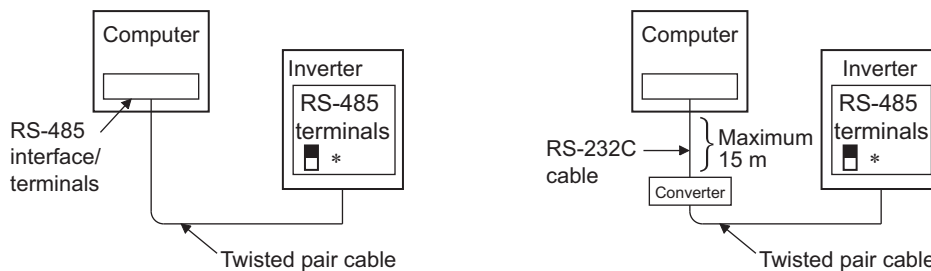 Computer
Inverter
RS-485
terminals
*
RS-485
interface/
terminals
Twisted pair cable
Computer
Inverter
RS-485
terminals
*
RS-232C
cable
Maximum
15 m
Converter
Twisted pair cable